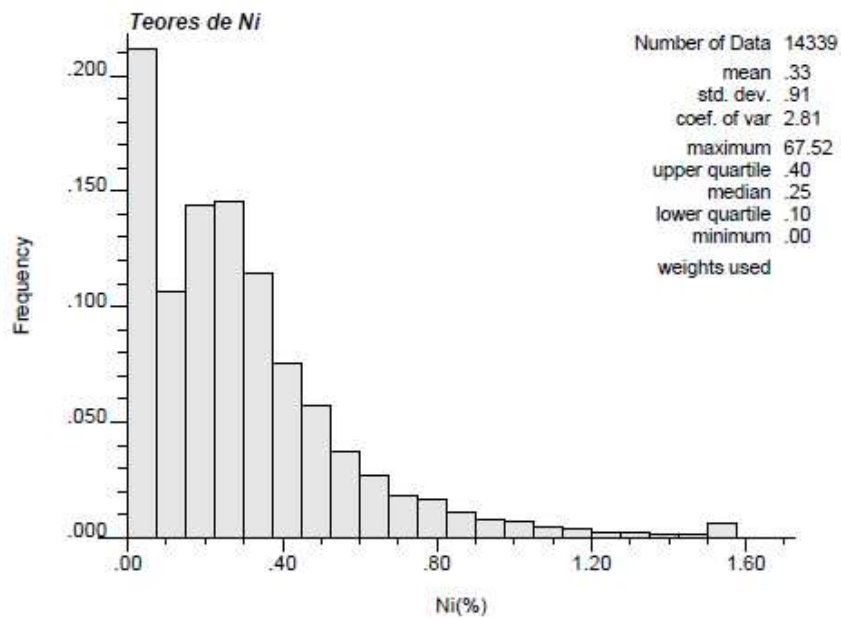 Teores de Ni
Number of Data 14339
mean .33
std. dev. .91
coef. of var 2.81
maximum 67.52
upper quartile .40
median .25
lower quartile .10
minimum .00
weights used
Frequency
.200
.150
.100
.050
.000
.00 .40 .80 1.20 1.60
Ni(%)